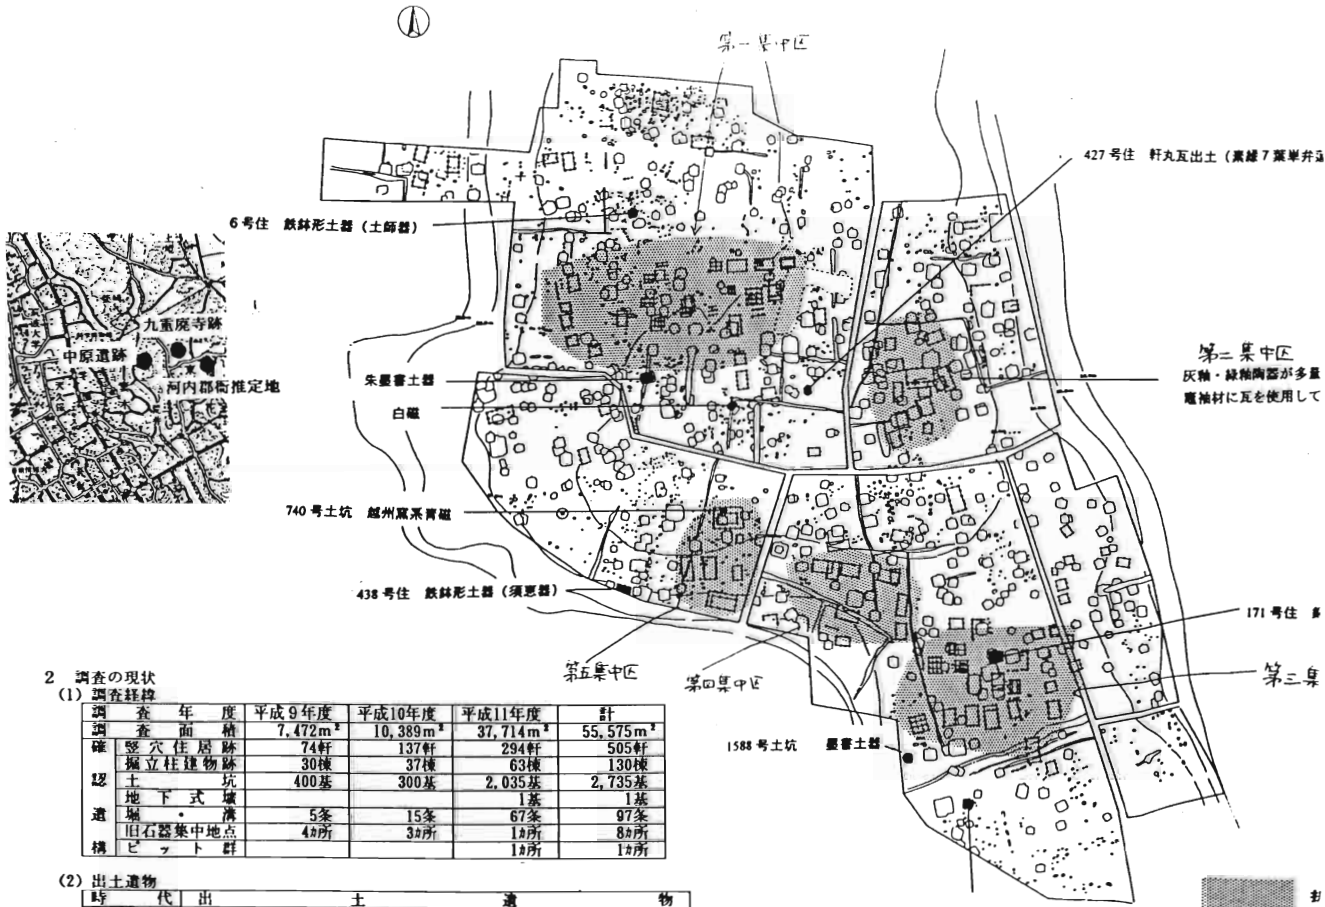 第一集中区
427号住 軒丸瓦出土(素縁7葉単弁
6号住 鉄鉢形土器(土師器)
九重廃寺跡
中原遺跡
河内郡衙推定地
第二集中区
灰釉・緑釉陶器が多量
竈袖材に瓦を使用して
朱墨書土器
白磁
740号土坑 越州窯系青磁
438号住 鉄鉢形土器(須恵器)
171号住
第五集中区
第四集中区
第三集
1588号土坑 墨書土器
2 調査の現状
(1) 調査経緯
調査年度 平成9年度 平成10年度 平成11年度 計
調査面積 7,472m² 10,389m² 37,714m² 55,575m²
確認遺構
竪穴住居跡 74軒 137軒 294軒 505軒
掘立柱建物跡 30棟 37棟 63棟 130棟
土坑 400基 300基 2,035基 2,735基
地下式壙 1基 1基
堀・溝 5条 15条 67条 97条
旧石器集中地点 4ヵ所 3ヵ所 1ヵ所 8ヵ所
ピット群 1ヵ所 1ヵ所
(2) 出土遺物
時代 出土遺物